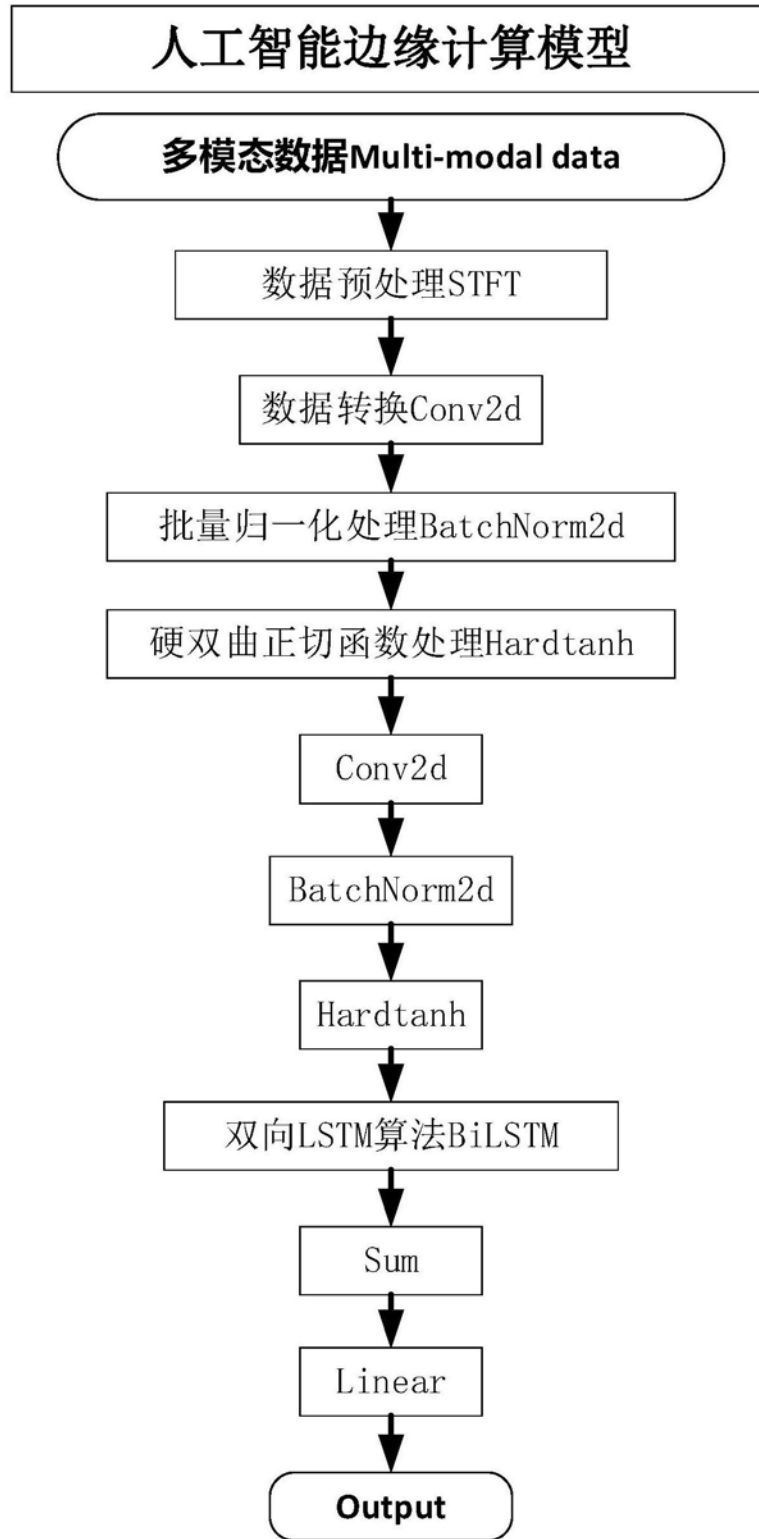 人工智能边缘计算模型
多模态数据Multi-modal data
数据预处理STFT
数据转换Conv2d
批量归一化处理BatchNorm2d
硬双曲正切函数处理Hardtanh
Conv2d
BatchNorm2d
Hardtanh
双向LSTM算法BiLSTM
Sum
Linear
Output